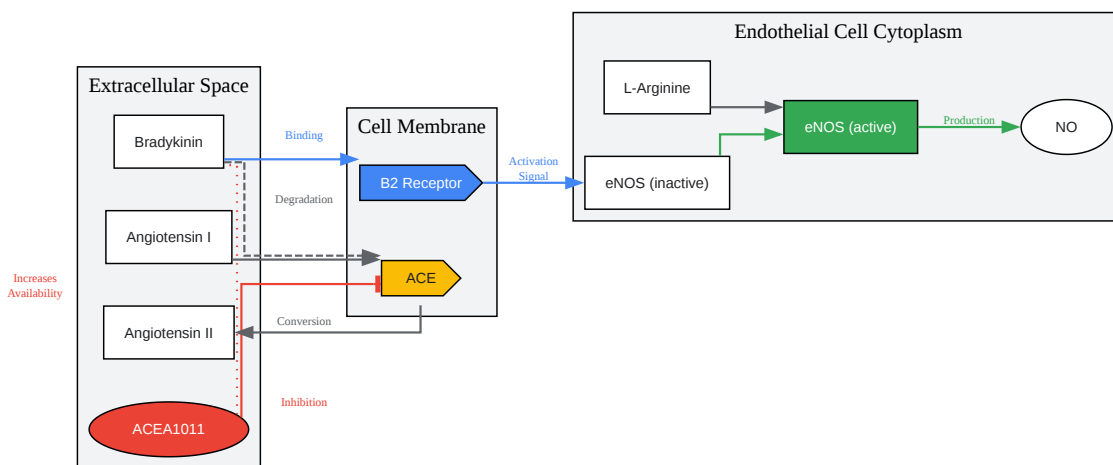 Endothelial Cell Cytoplasm
L-Arginine
eNOS (active)
Production
NO
eNOS (inactive)
Extracellular Space
Bradykinin
Binding
Cell Membrane
B2 Receptor
Activation
Signal
Degradation
Angiotensin I
ACE
Increases
Availability
Angiotensin II
Conversion
Inhibition
ACEA1011